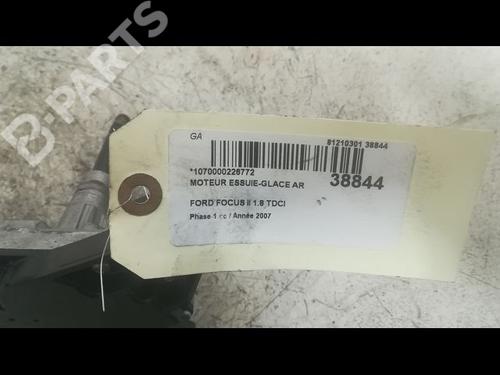 B-PARTS
GA
81210301 38844
*1070000226772
MOTEUR ESSUIE-GLACE AR
38844
FORD FOCUS II 1.8 TDCI
Phase 1 cc / Année 2007